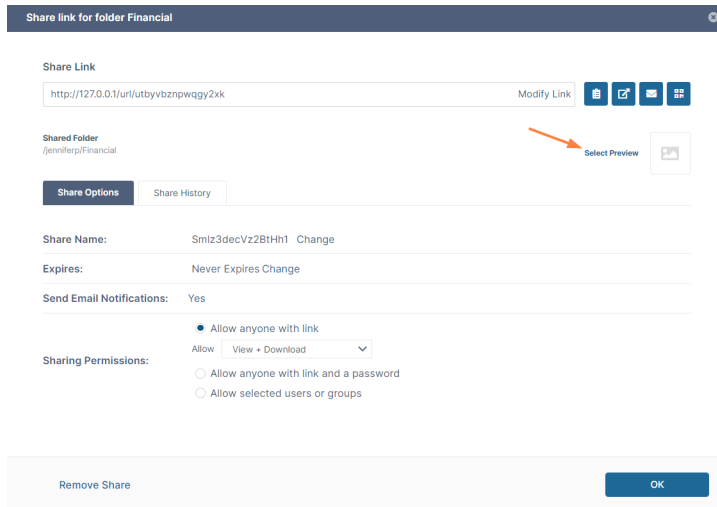 Share link for folder Financial
Share Link
http://127.0.0.1/url/utbyvbznpwqgy2xk Modify Link
Shared Folder
/jenniferp/Financial
Select Preview
Share Options Share History
Share Name: Smlz3decVz2BtHh1 Change
Expires: Never Expires Change
Send Email Notifications: Yes
Sharing Permissions:
Allow anyone with link
Allow View + Download
Allow anyone with link and a password
Allow selected users or groups
Remove Share OK